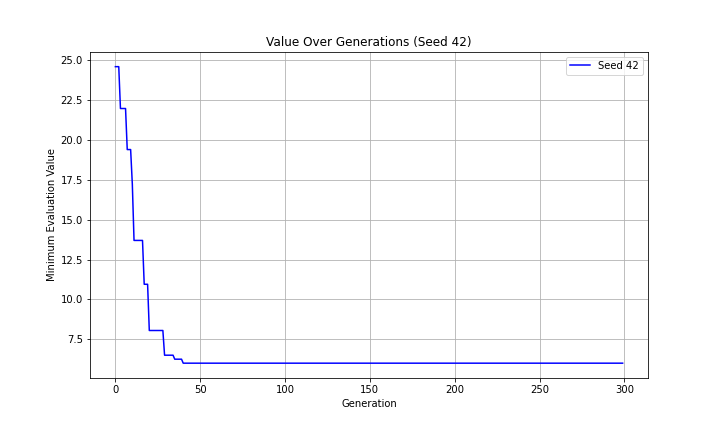 Value Over Generations (Seed 42)
Seed 42
25.0
22.5
20.0
17.5
15.0
12.5
10.0
7.5
Minimum Evaluation Value
0 50 100 150 200 250 300
Generation